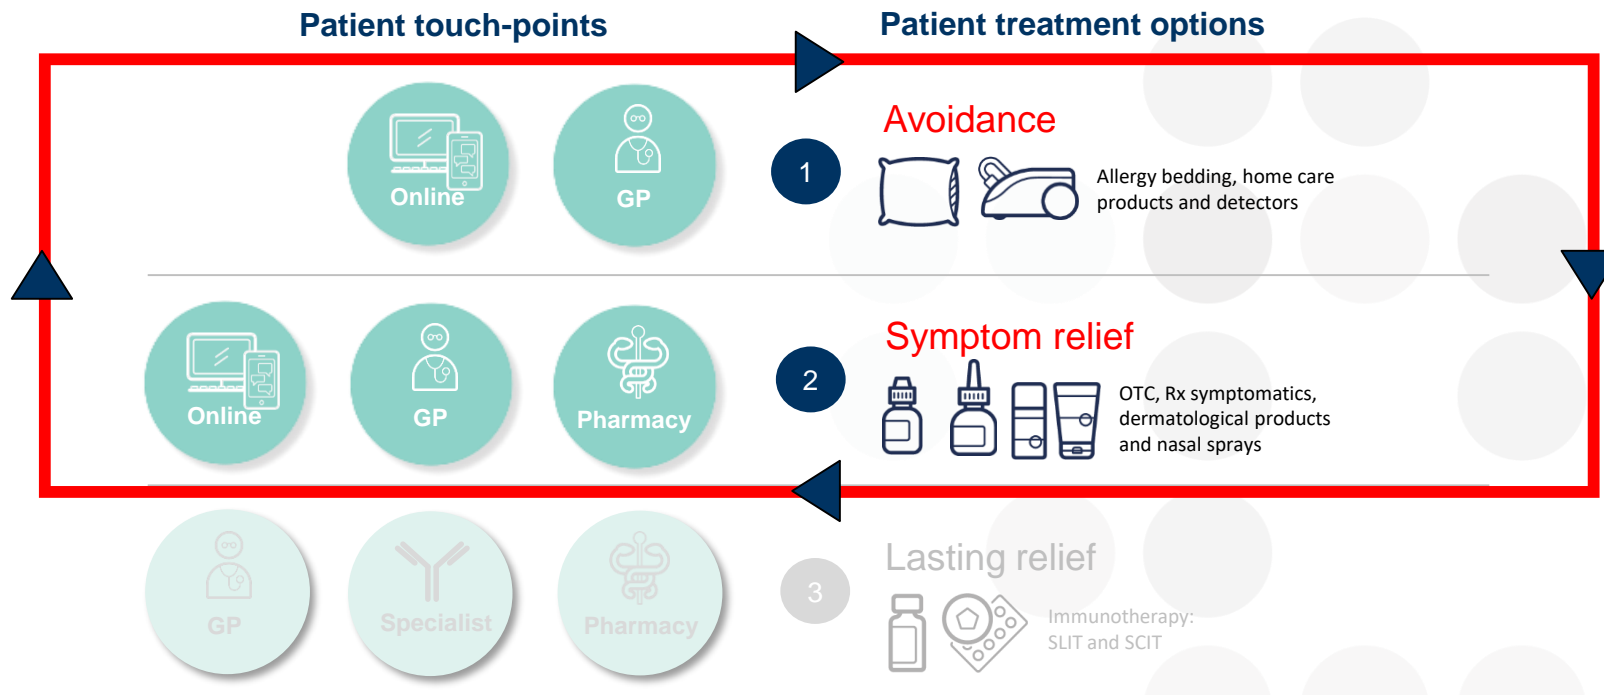 Patient touch-points
Patient treatment options
Online
GP
1
Avoidance
Allergy bedding, home care
products and detectors
Online
GP
Pharmacy
2
Symptom relief
OTC, Rx symptomatics,
dermatological products
and nasal sprays
GP
Specialist
Pharmacy
3
Lasting relief
Immunotherapy:
SLIT and SCIT